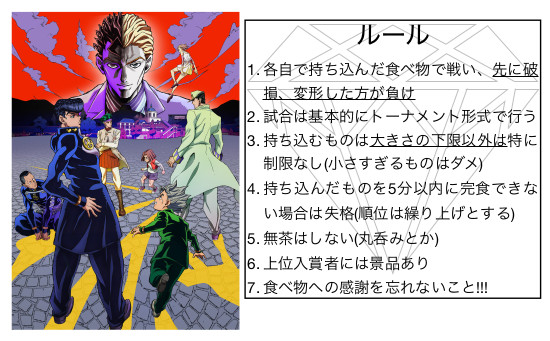 ルール
1. 各自で持ち込んだ食べ物で戦い、先に破
損、変形した方が負け
2. 試合は基本的にトーナメント形式で行う
3. 持ち込むものは大きさの下限以外は特に
制限なし(小さすぎるものはダメ)
4. 持ち込んだものを5分以内に完食できな
い場合は失格(順位は繰り上げとする)
5. 無茶はしない(丸呑みとか)
6. 上位入賞者には景品あり
7. 食べ物への感謝を忘れないこと!!!